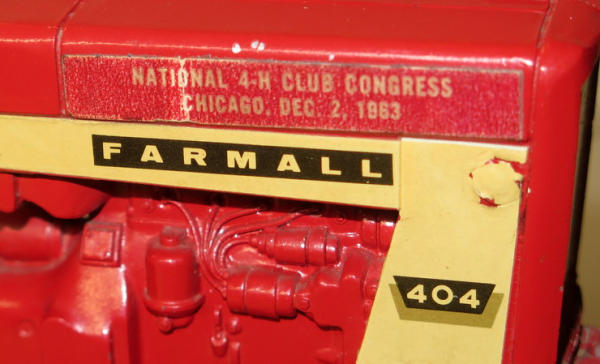 NATIONAL 4-H CLUB CONGRESS
CHICAGO, DEC. 2, 1963
FARMALL
404